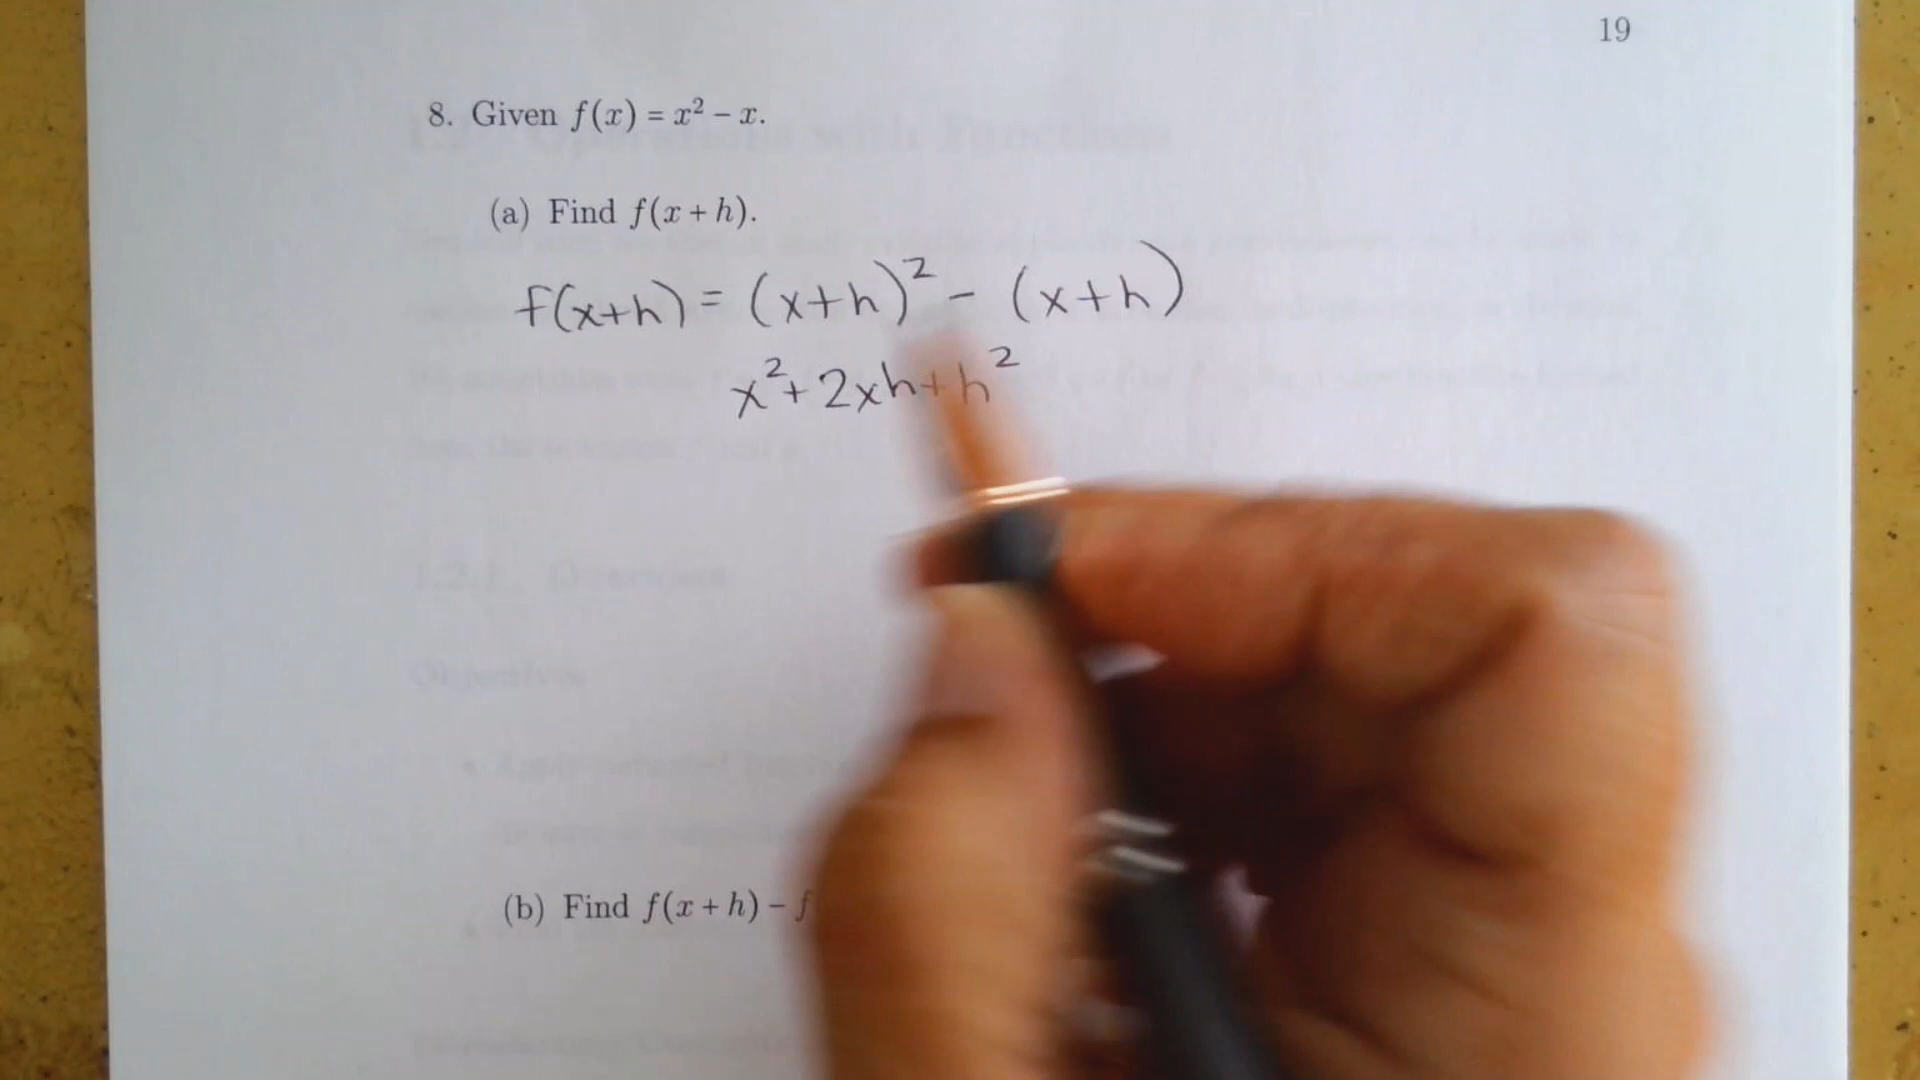 19
8. Given f(x) = x² − x.
(a) Find f(x + h).
f(x+h) = (x+h)² − (x+h)
x² + 2xh + h²
(b) Find f(x + h) − f